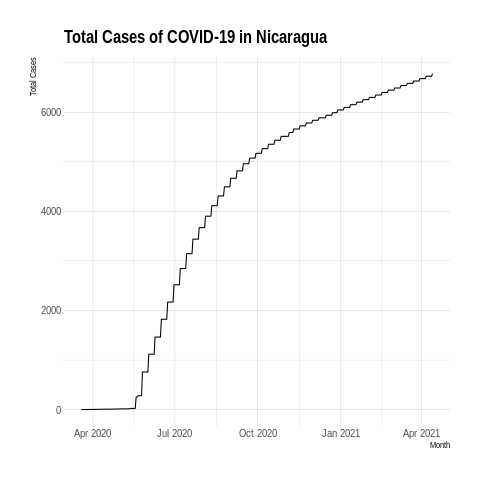 Total Cases of COVID-19 in Nicaragua
Total Cases
6000
4000
2000
0
Apr 2020 Jul 2020 Oct 2020 Jan 2021 Apr 2021
Month